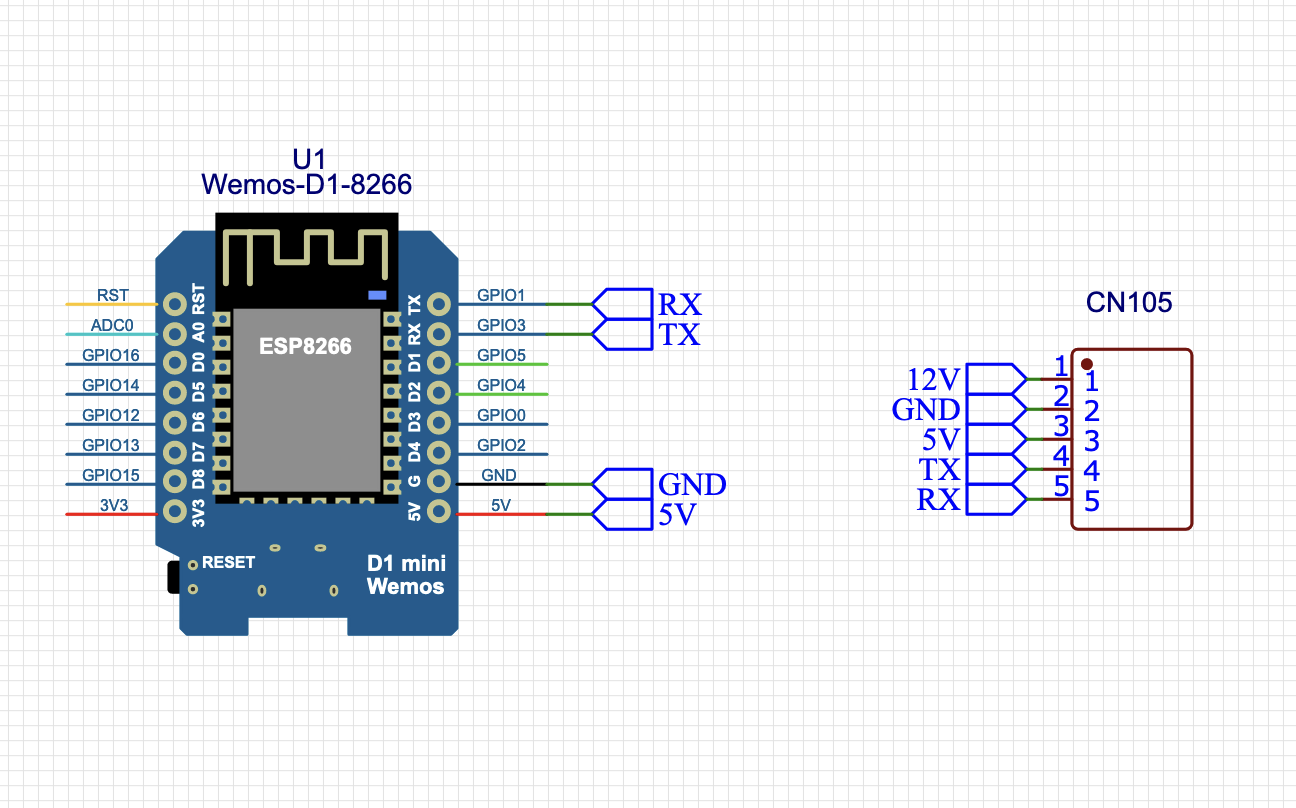 U1
Wemos-D1-8266
RST RST TX GPIO1 RX
ADC0 A0 RX GPIO3 TX
ESP8266
GPIO16 D0 D1 GPIO5
GPIO14 D5 D2 GPIO4
GPIO12 D6 D3 GPIO0
GPIO13 D7 D4 GPIO2
GPIO15 D8 G GND GND
3V3 3V3 5V 5V 5V
RESET
D1 mini
Wemos
CN105
12V 1 1
GND 2 2
5V 3 3
TX 4 4
RX 5 5